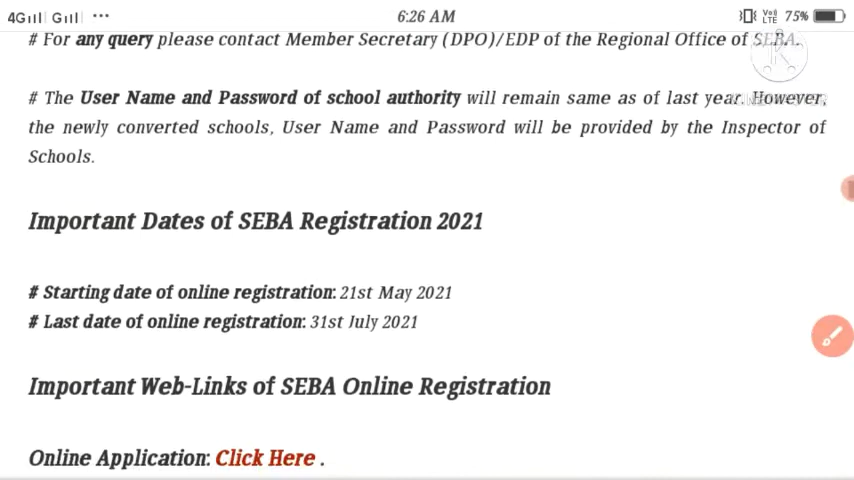 4G 6:26 AM Vo) LTE 75%
# For any query please contact Member Secretary (DPO)/EDP of the Regional Office of SEBA.
# The User Name and Password of school authority will remain same as of last year. However,
the newly converted schools, User Name and Password will be provided by the Inspector of
Schools.
Important Dates of SEBA Registration 2021
# Starting date of online registration: 21st May 2021
# Last date of online registration: 31st July 2021
Important Web-Links of SEBA Online Registration
Online Application: Click Here .